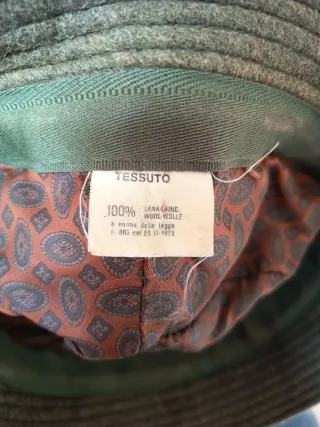 TESSUTO
100% LANA-LAINE
WOOL-WOLLE
a norma della legge
n. 883 del 26-11-1973